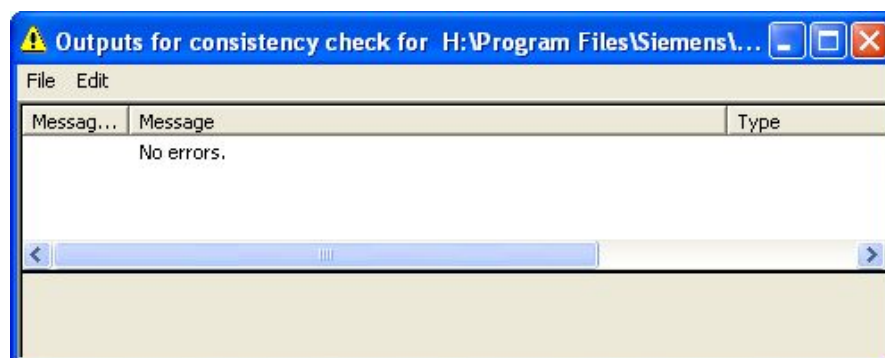 Outputs for consistency check for H:\Program Files\Siemens\...
File Edit
Messag... Message Type
No errors.